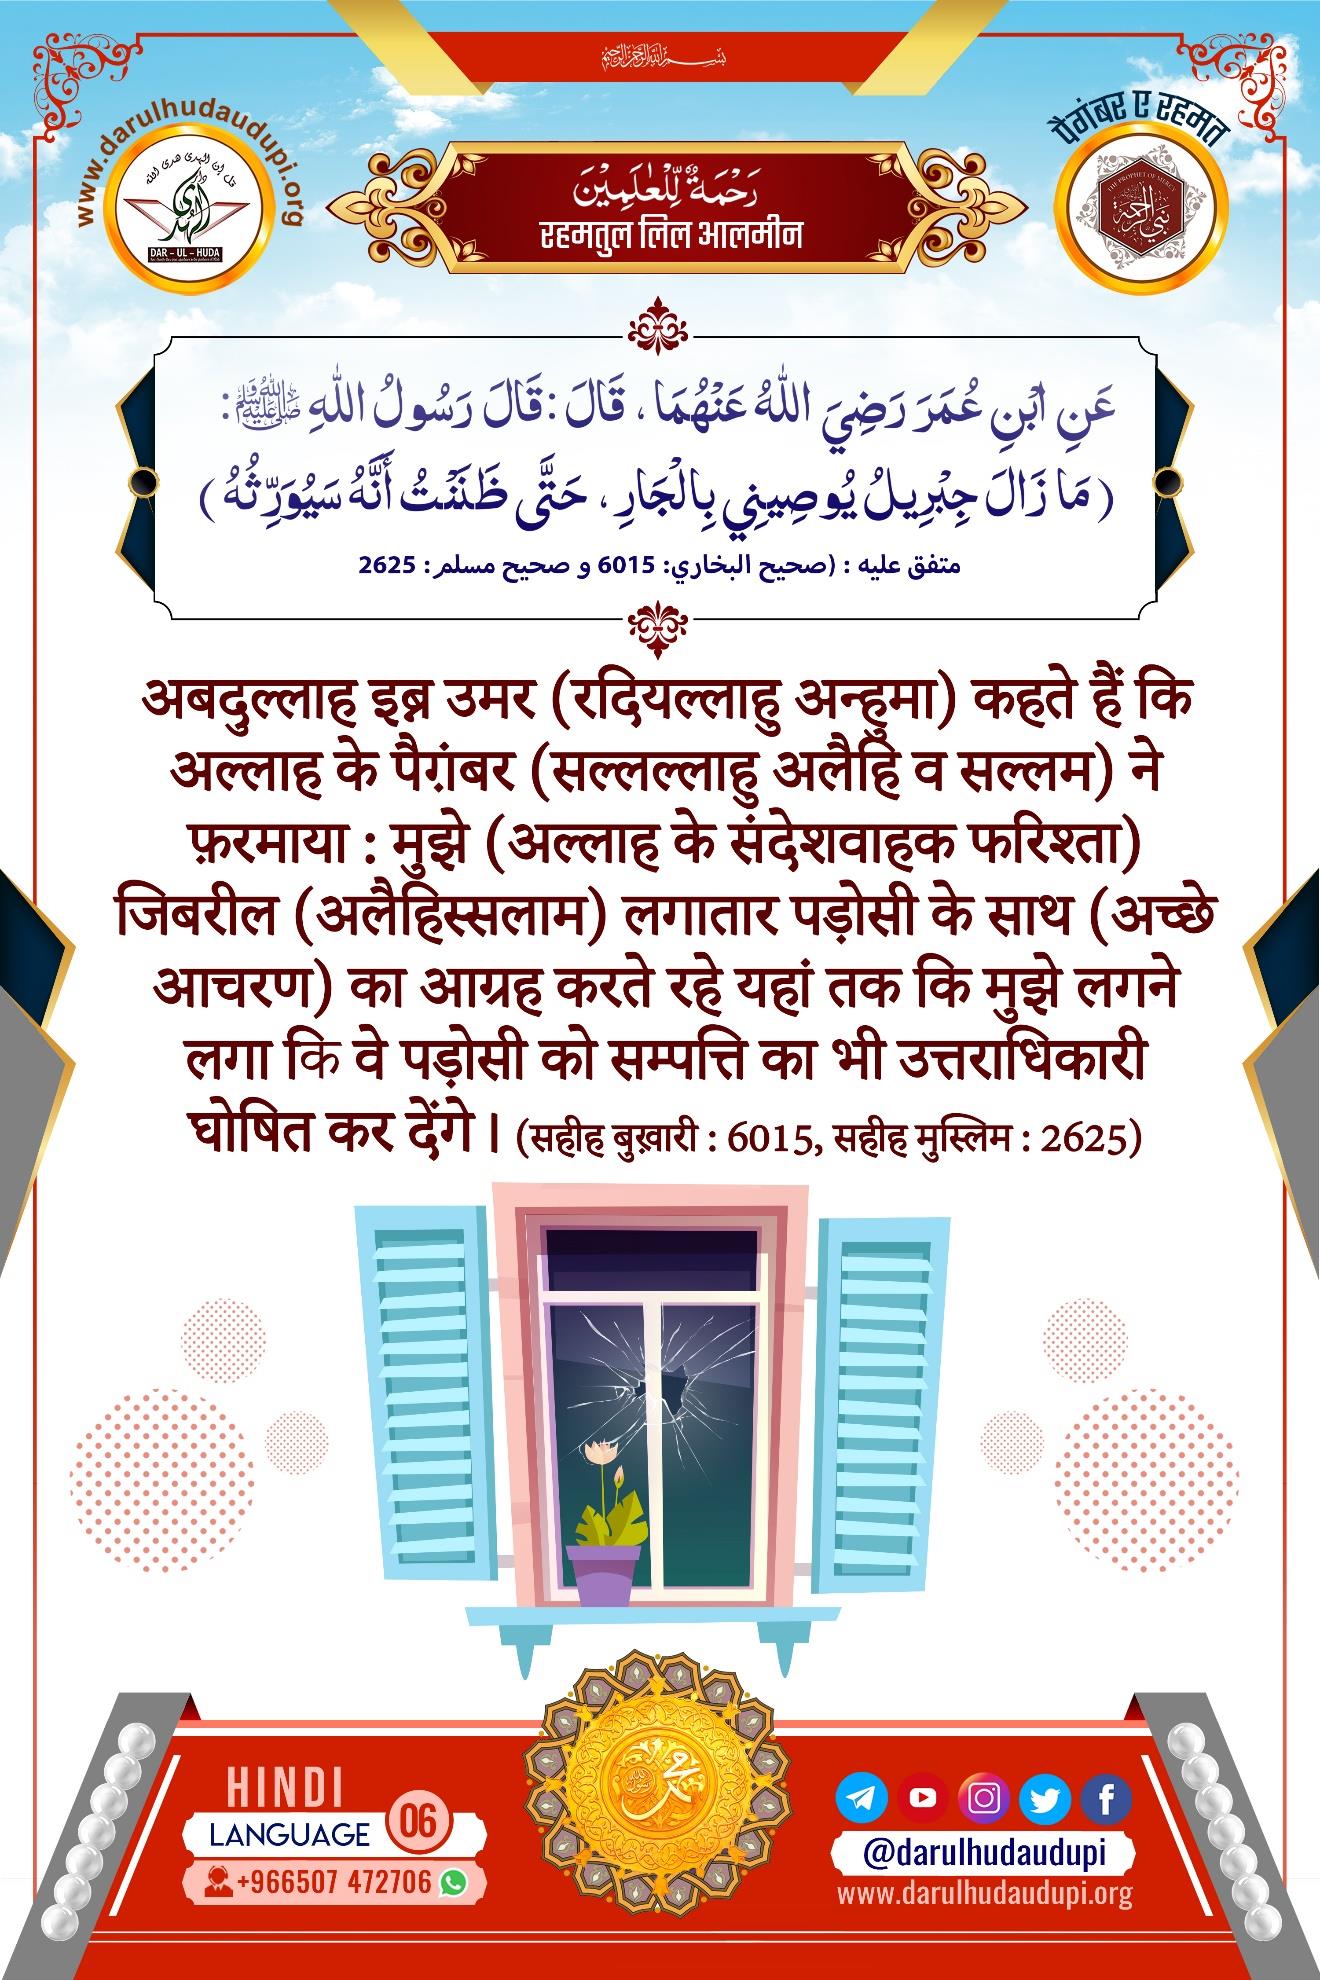 بسم الله الرحمن الرحيم
www.darulhudaudupi.org
قل إن الهدى هدى الله
DAR - UL - HUDA
رَحْمَةٌ لِّلْعٰلَمِيْنَ
रहमतुल लिल आलमीन
पैगंबर ए रहमत
THE PROPHET OF MERCY
نبي الرحمة
عَنِ ابْنِ عُمَرَ رَضِيَ اللهُ عَنْهُمَا ، قَالَ : قَالَ رَسُولُ اللهِ ﷺ :
( مَا زَالَ جِبْرِيلُ يُوصِينِي بِالْجَارِ ، حَتَّى ظَنَنْتُ أَنَّهُ سَيُوَرِّثُهُ )
متفق عليه : (صحيح البخاري: 6015 و صحيح مسلم: 2625
अबदुल्लाह इब्न उमर (रदियल्लाहु अन्हुमा) कहते हैं कि
अल्लाह के पैग़ंबर (सल्लल्लाहु अलैहि व सल्लम) ने
फ़रमाया : मुझे (अल्लाह के संदेशवाहक फरिश्ता)
जिबरील (अलैहिस्सलाम) लगातार पड़ोसी के साथ (अच्छे
आचरण) का आग्रह करते रहे यहां तक कि मुझे लगने
लगा कि वे पड़ोसी को सम्पत्ति का भी उत्तराधिकारी
घोषित कर देंगे। (सहीह बुख़ारी : 6015, सहीह मुस्लिम : 2625)
HINDI
LANGUAGE 06
+966507 472706
محمد
@darulhudaudupi
www.darulhudaudupi.org